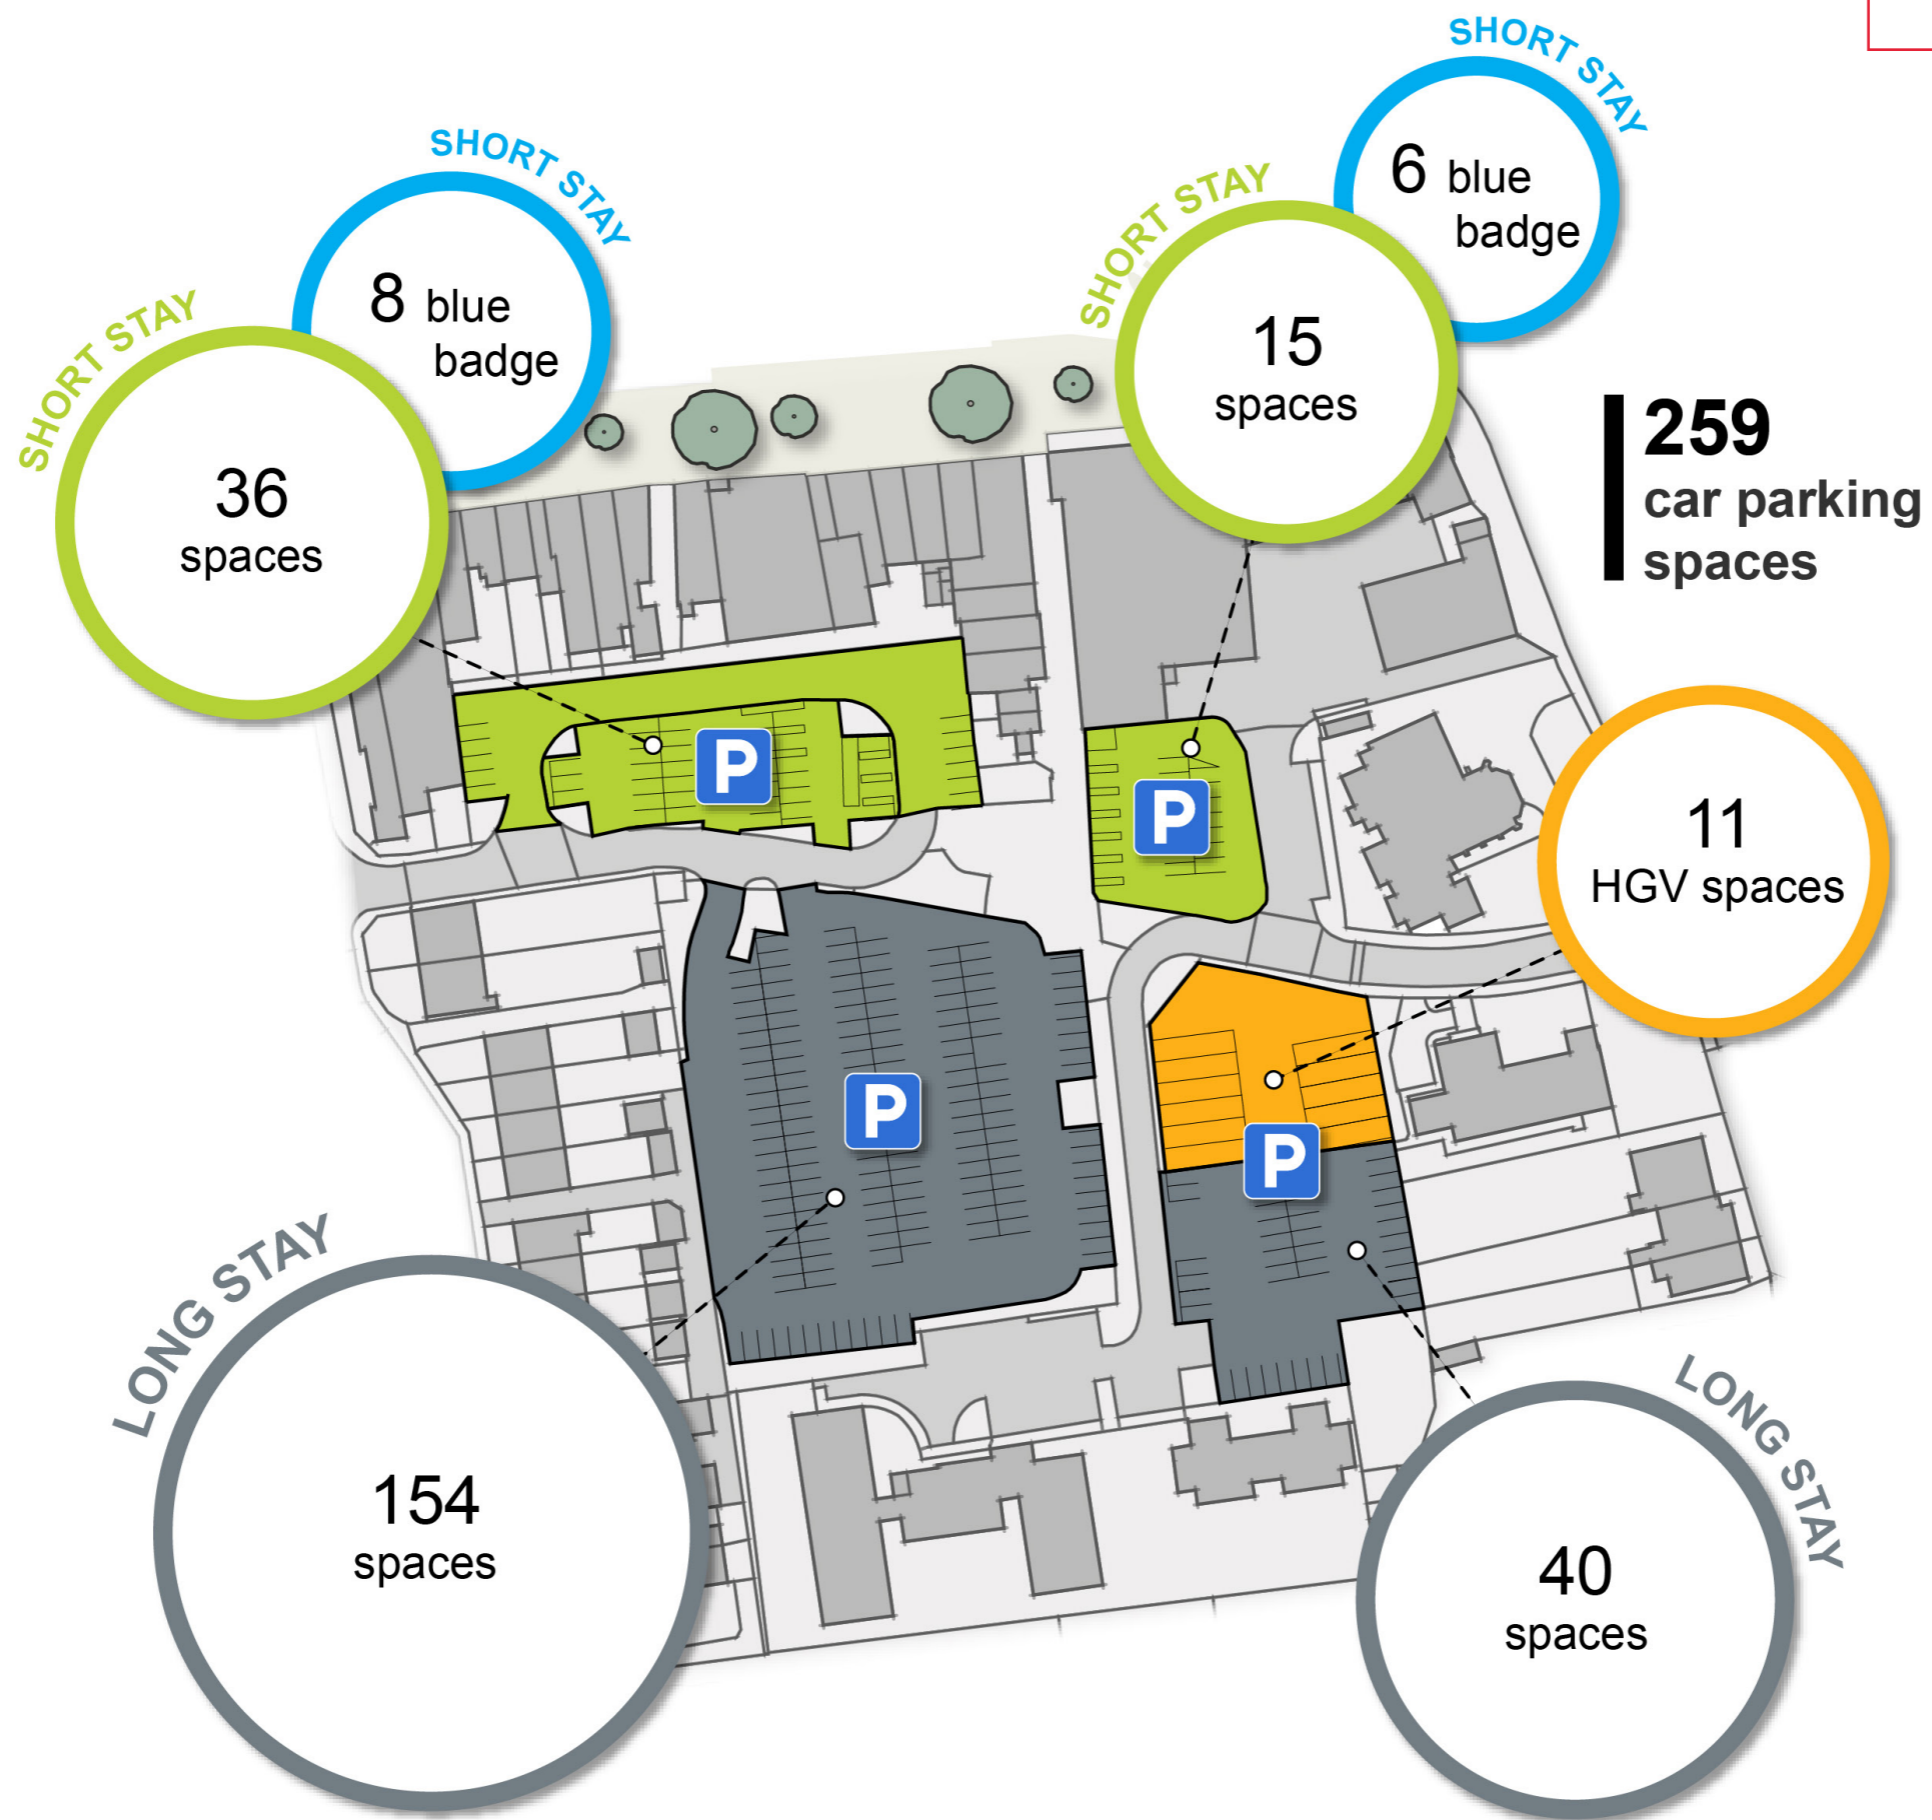 SHORT STAY
6 blue
badge
SHORT STAY
8 blue
badge
SHORT STAY
15
spaces
SHORT STAY
36
spaces
259
car parking
spaces
P
P
11
HGV spaces
P
P
LONG STAY
154
spaces
LONG STAY
40
spaces